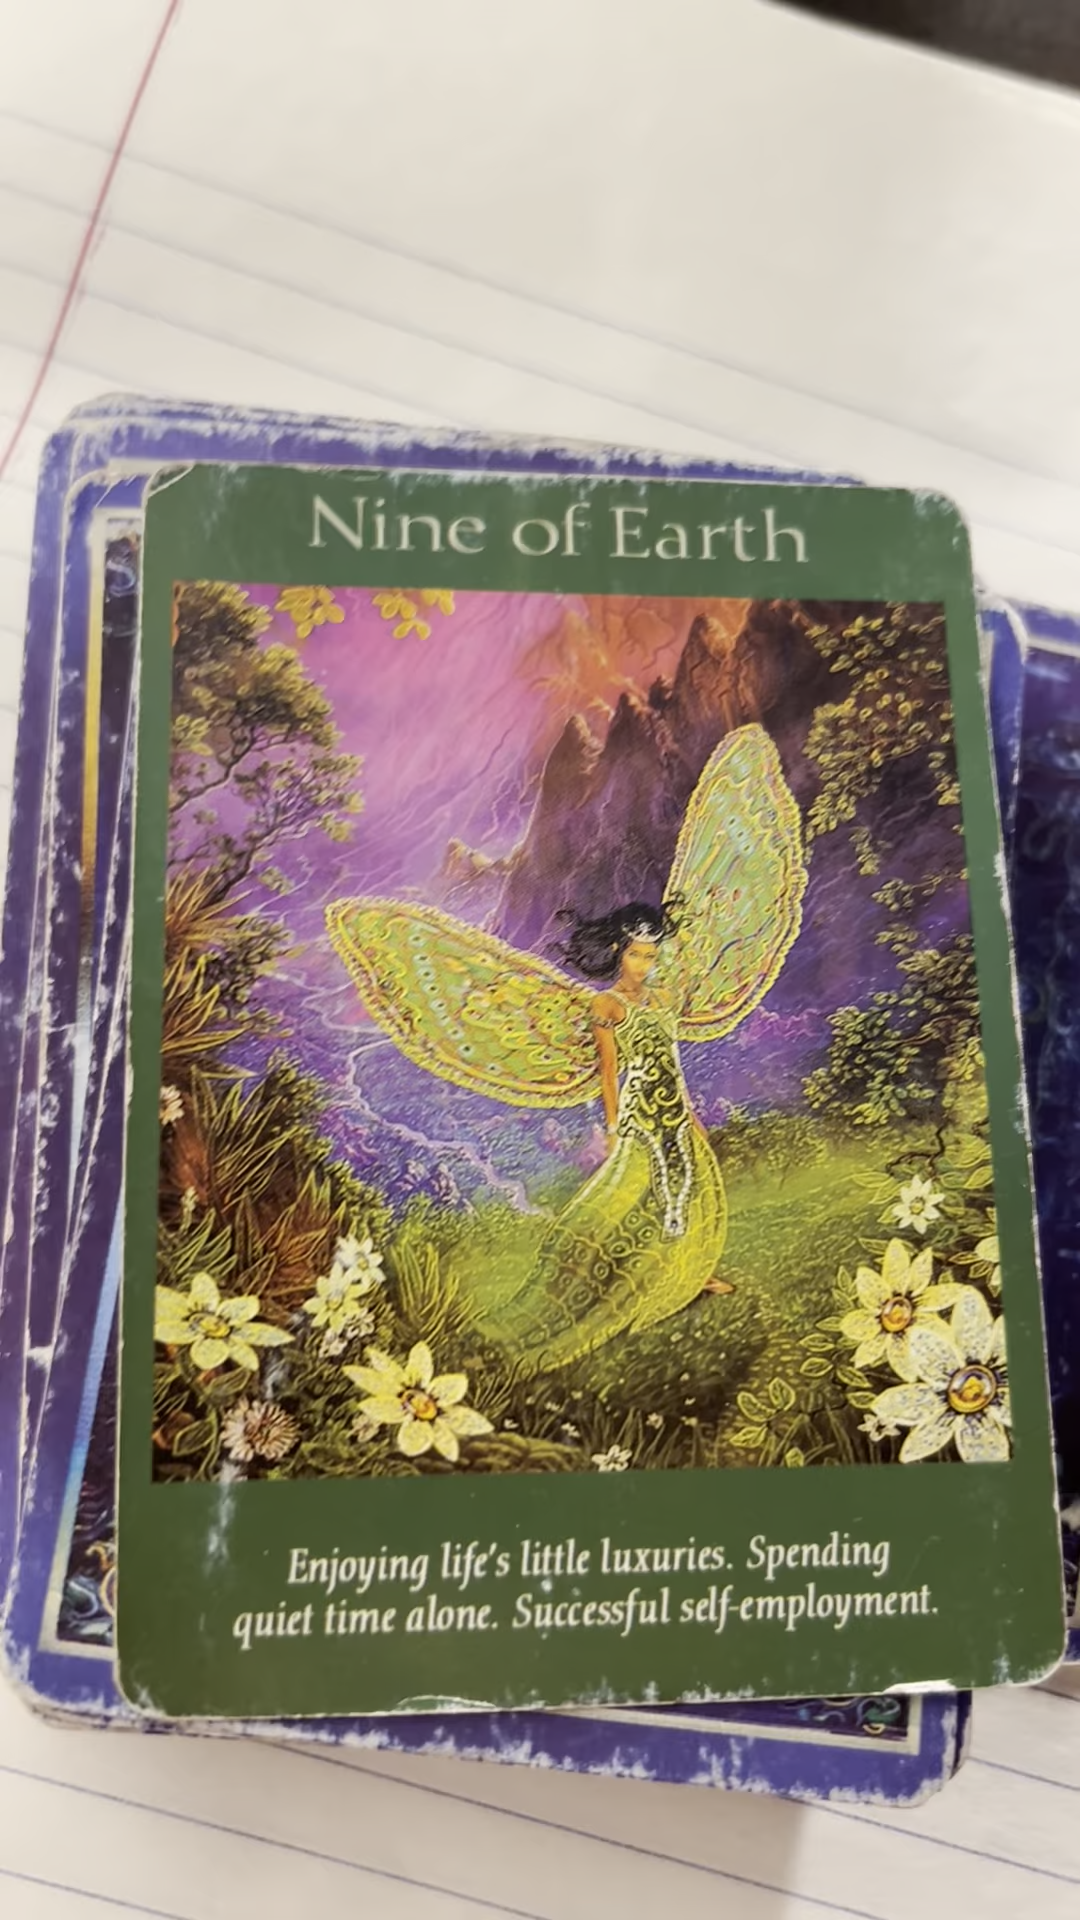 Nine of Earth
Enjoying life's little luxuries. Spending
quiet time alone. Successful self-employment.